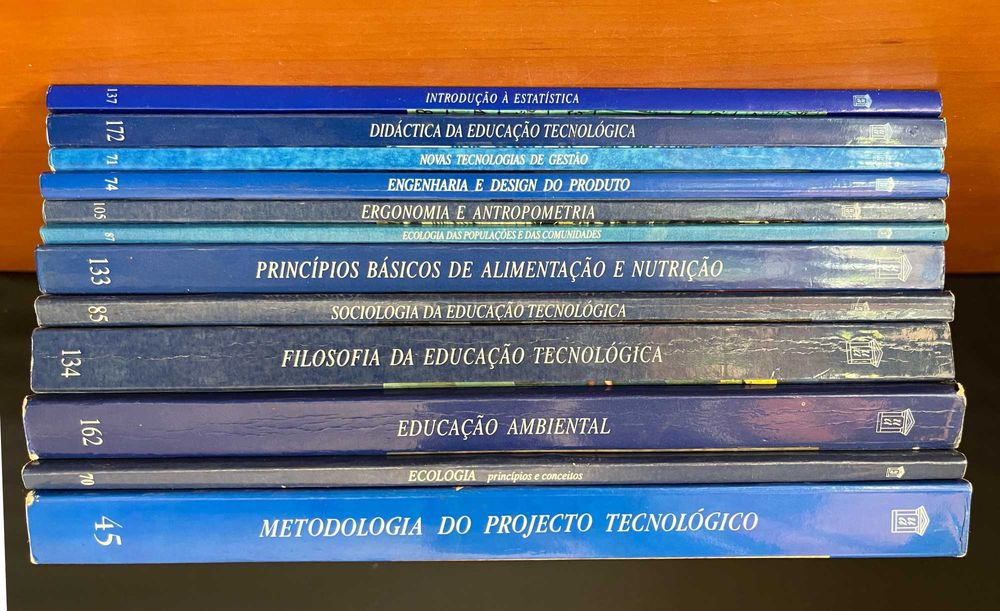 137 INTRODUÇÃO À ESTATÍSTICA
172 DIDÁCTICA DA EDUCAÇÃO TECNOLÓGICA
71 NOVAS TECNOLOGIAS DE GESTÃO
74 ENGENHARIA E DESIGN DO PRODUTO
105 ERGONOMIA E ANTROPOMETRIA
87 ECOLOGIA DAS POPULAÇÕES E DAS COMUNIDADES
133 PRINCÍPIOS BÁSICOS DE ALIMENTAÇÃO E NUTRIÇÃO
85 SOCIOLOGIA DA EDUCAÇÃO TECNOLÓGICA
134 FILOSOFIA DA EDUCAÇÃO TECNOLÓGICA
162 EDUCAÇÃO AMBIENTAL
70 ECOLOGIA princípios e conceitos
45 METODOLOGIA DO PROJECTO TECNOLÓGICO